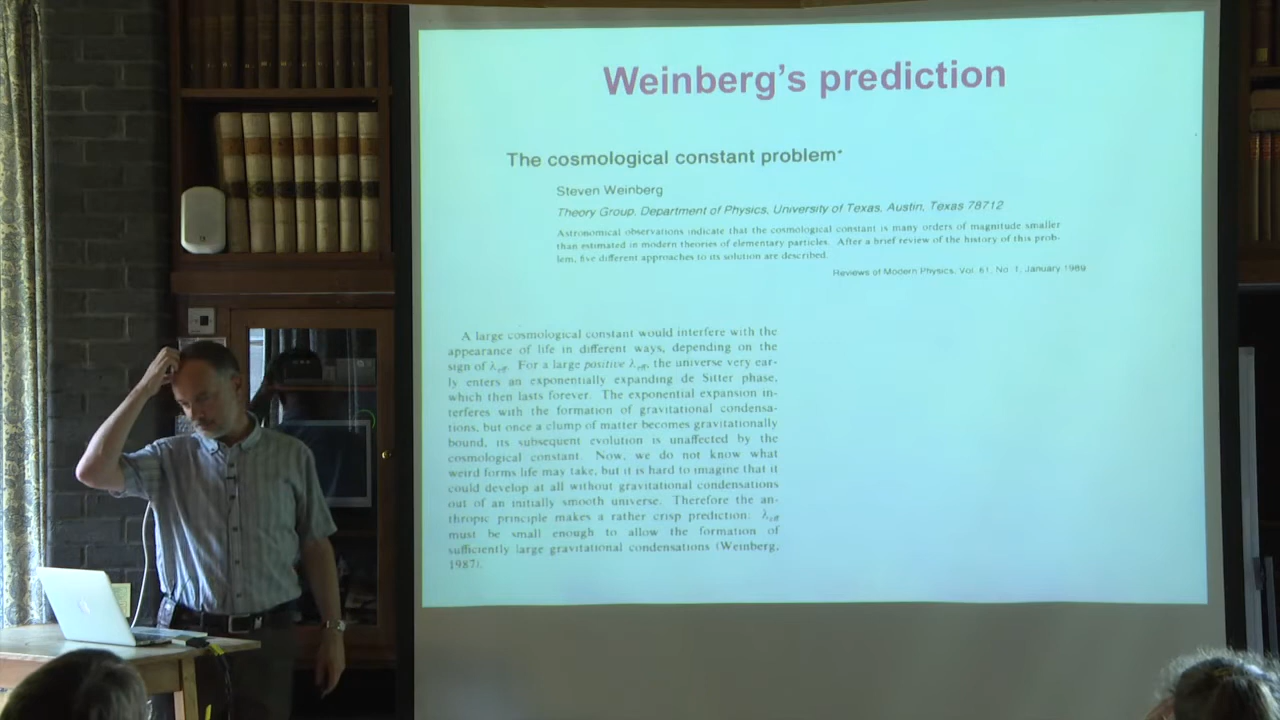 Weinberg's prediction
The cosmological constant problem*
Steven Weinberg
Theory Group, Department of Physics, University of Texas, Austin, Texas 78712
Astronomical observations indicate that the cosmological constant is many orders of magnitude smaller
than estimated in modern theories of elementary particles. After a brief review of the history of this prob-
lem, five different approaches to its solution are described.
Reviews of Modern Physics, Vol. 61, No. 1, January 1989
A large cosmological constant would interfere with the
appearance of life in different ways, depending on the
sign of λeff. For a large positive λeff, the universe very ear-
ly enters an exponentially expanding de Sitter phase,
which then lasts forever. The exponential expansion in-
terferes with the formation of gravitational condensa-
tions, but once a clump of matter becomes gravitationally
bound, its subsequent evolution is unaffected by the
cosmological constant. Now, we do not know what
weird forms life may take, but it is hard to imagine that it
could develop at all without gravitational condensations
out of an initially smooth universe. Therefore the an-
thropic principle makes a rather crisp prediction: λeff
must be small enough to allow the formation of
sufficiently large gravitational condensations (Weinberg,
1987).